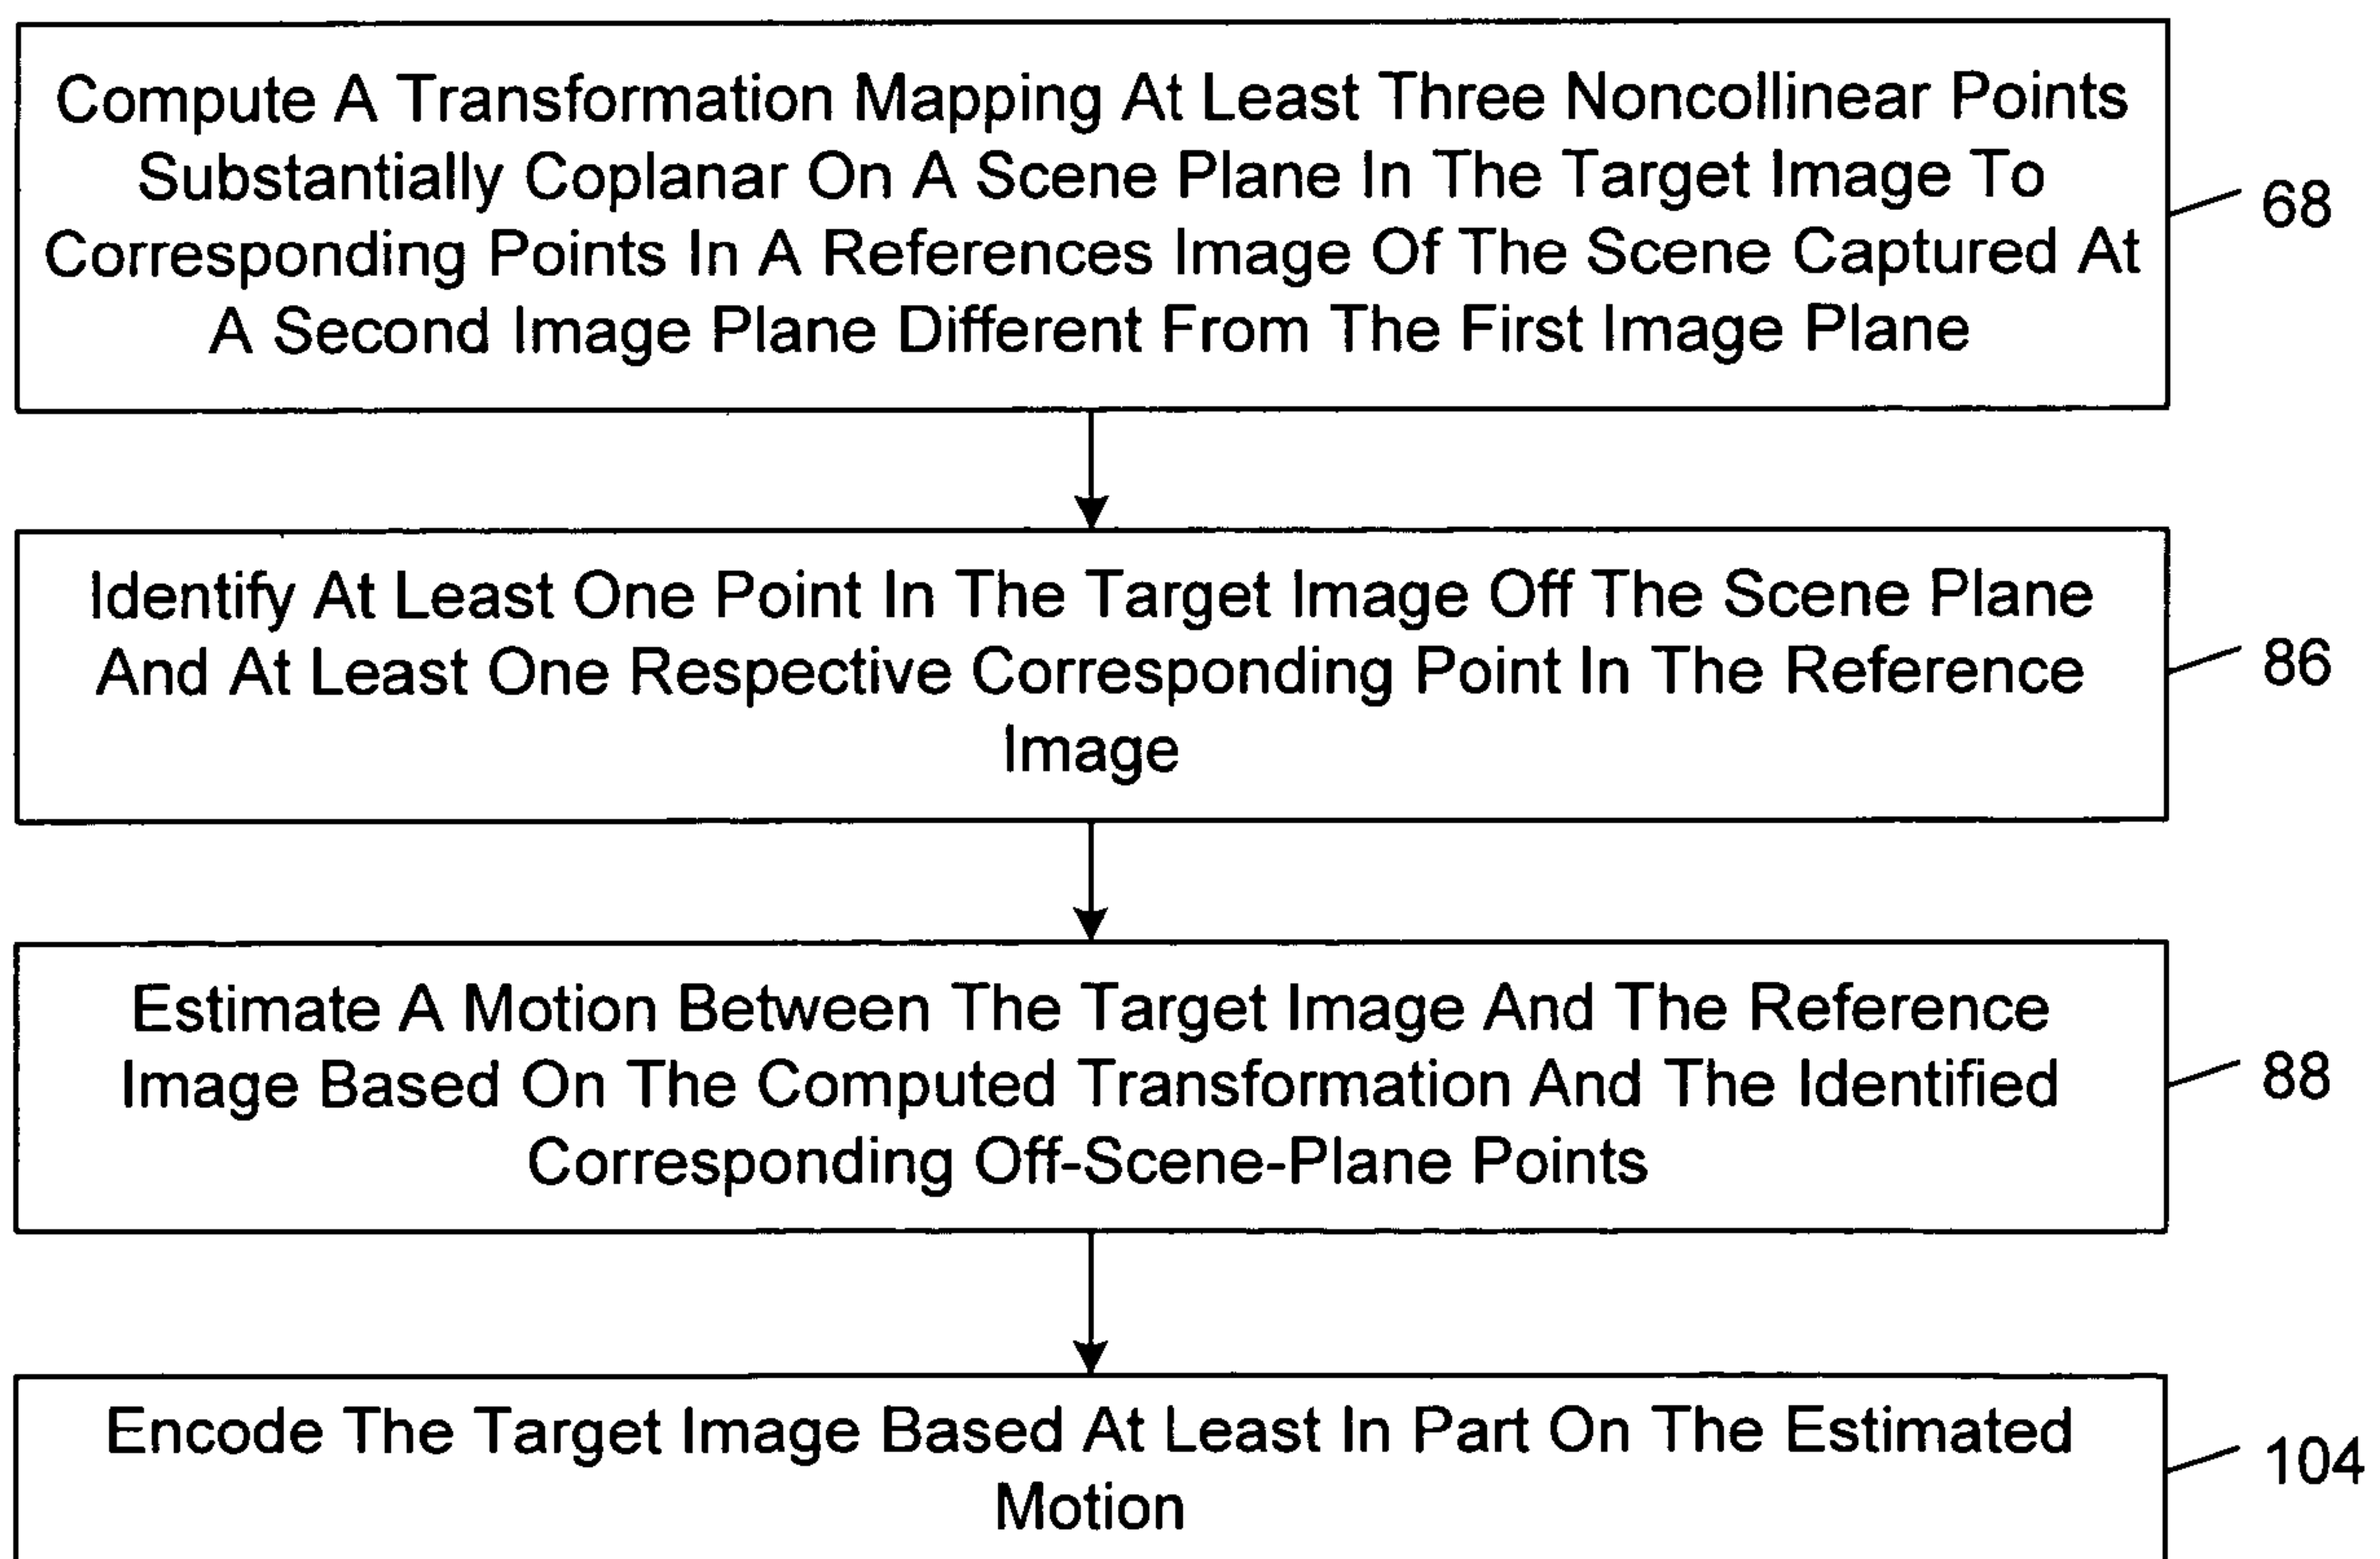 Compute A Transformation Mapping At Least Three Noncollinear Points
Substantially Coplanar On A Scene Plane In The Target Image To
Corresponding Points In A References Image Of The Scene Captured At
A Second Image Plane Different From The First Image Plane
68
Identify At Least One Point In The Target Image Off The Scene Plane
And At Least One Respective Corresponding Point In The Reference
Image
86
Estimate A Motion Between The Target Image And The Reference
Image Based On The Computed Transformation And The Identified
Corresponding Off-Scene-Plane Points
88
Encode The Target Image Based At Least In Part On The Estimated
Motion
104